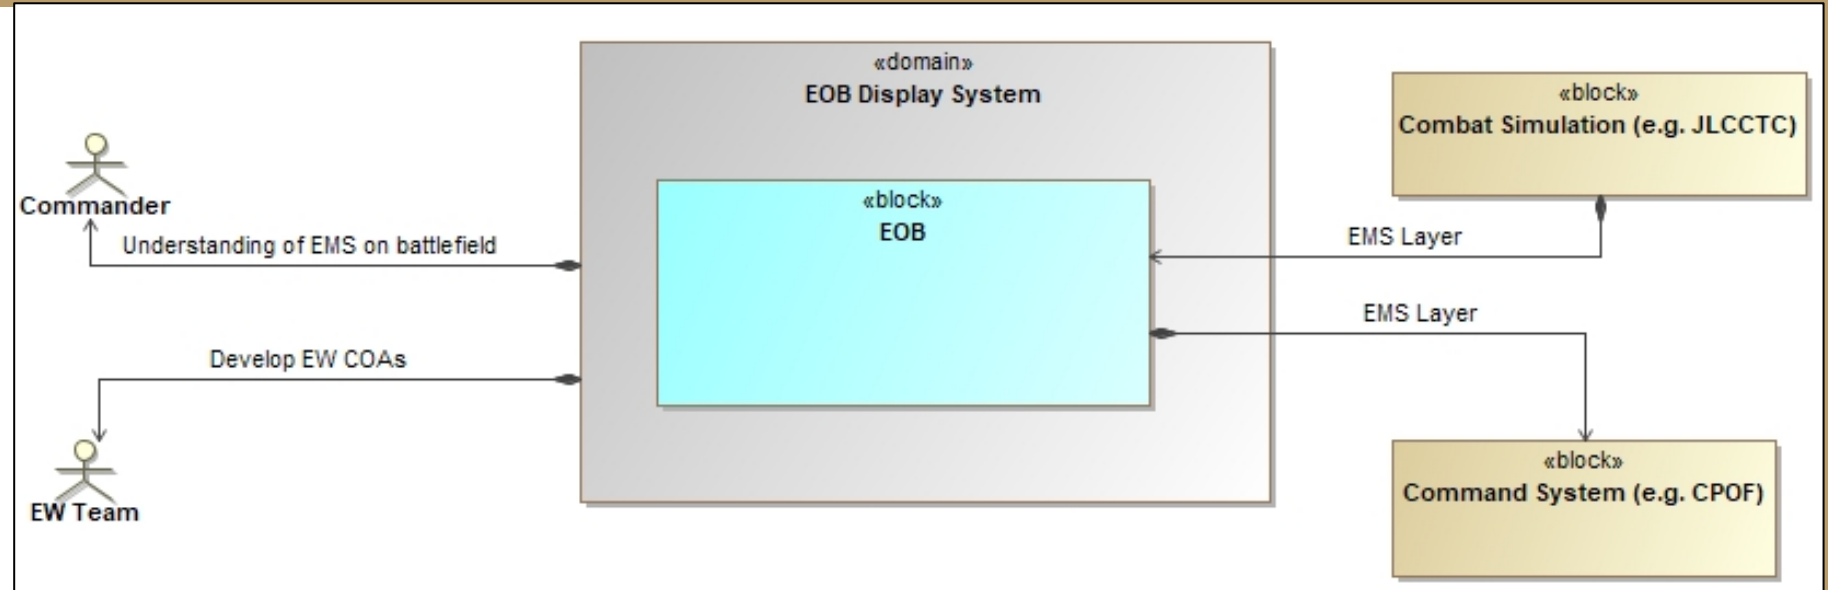 «domain»
EOB Display System
«block»
Combat Simulation (e.g. JLCCTC)
Commander
«block»
EOB
Understanding of EMS on battlefield
EMS Layer
EMS Layer
Develop EW COAs
«block»
Command System (e.g. CPOF)
EW Team